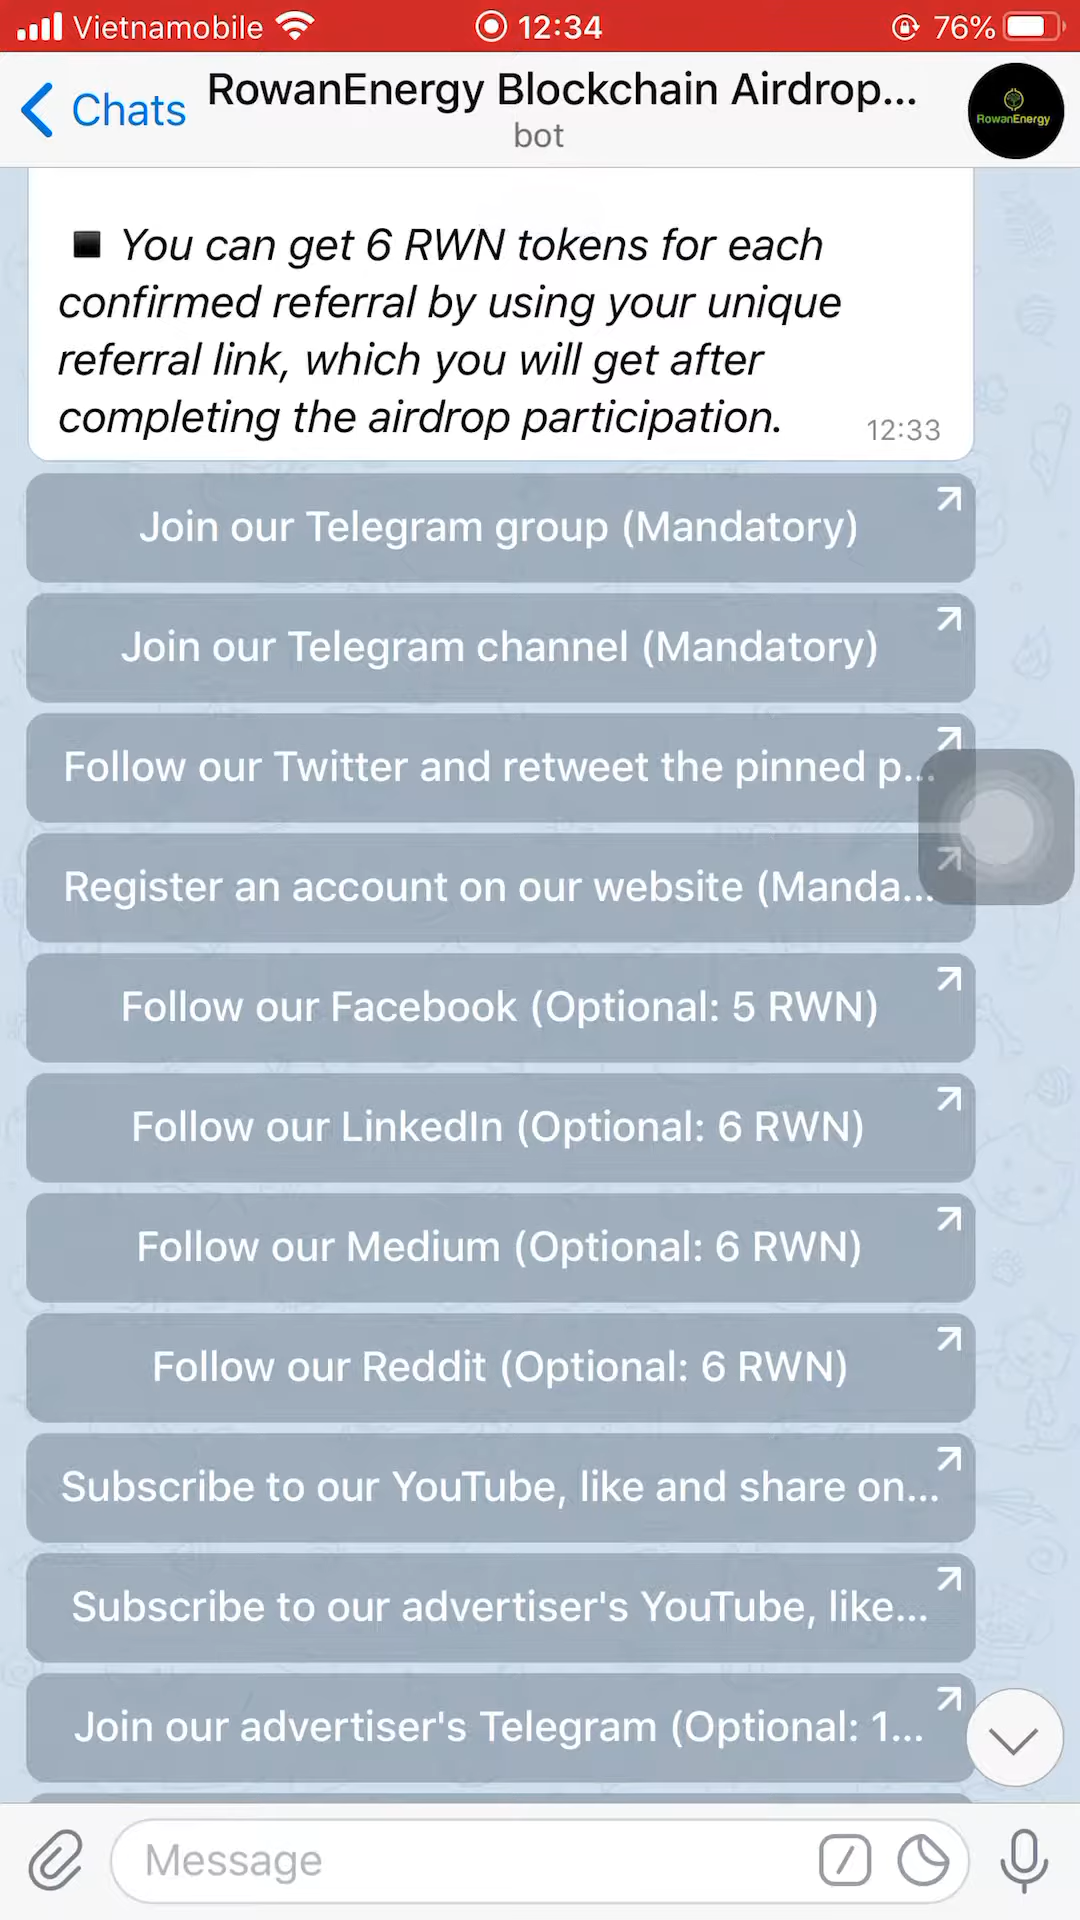 Vietnamobile 12:34 76%
Chats RowanEnergy Blockchain Airdrop...
bot
RowanEnergy
You can get 6 RWN tokens for each
confirmed referral by using your unique
referral link, which you will get after
completing the airdrop participation. 12:33
Join our Telegram group (Mandatory)
Join our Telegram channel (Mandatory)
Follow our Twitter and retweet the pinned p...
Register an account on our website (Manda...
Follow our Facebook (Optional: 5 RWN)
Follow our LinkedIn (Optional: 6 RWN)
Follow our Medium (Optional: 6 RWN)
Follow our Reddit (Optional: 6 RWN)
Subscribe to our YouTube, like and share on...
Subscribe to our advertiser's YouTube, like...
Join our advertiser's Telegram (Optional: 1...
Message